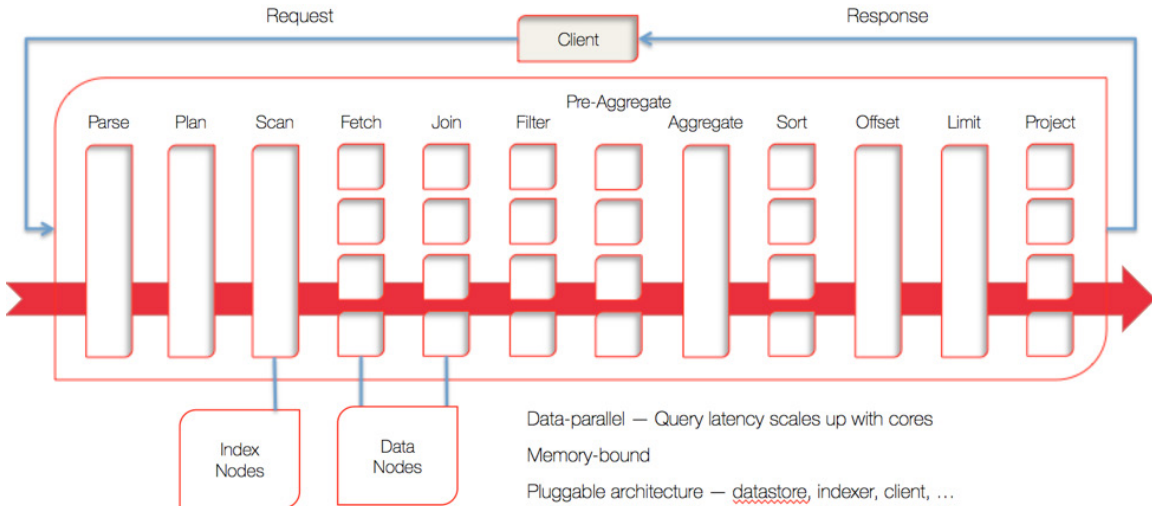 Request
Response
Client
Pre-Aggregate
Parse
Plan
Scan
Fetch
Join
Filter
Aggregate
Sort
Offset
Limit
Project
Index
Nodes
Data
Nodes
Data-parallel — Query latency scales up with cores
Memory-bound
Pluggable architecture — datastore, indexer, client, …